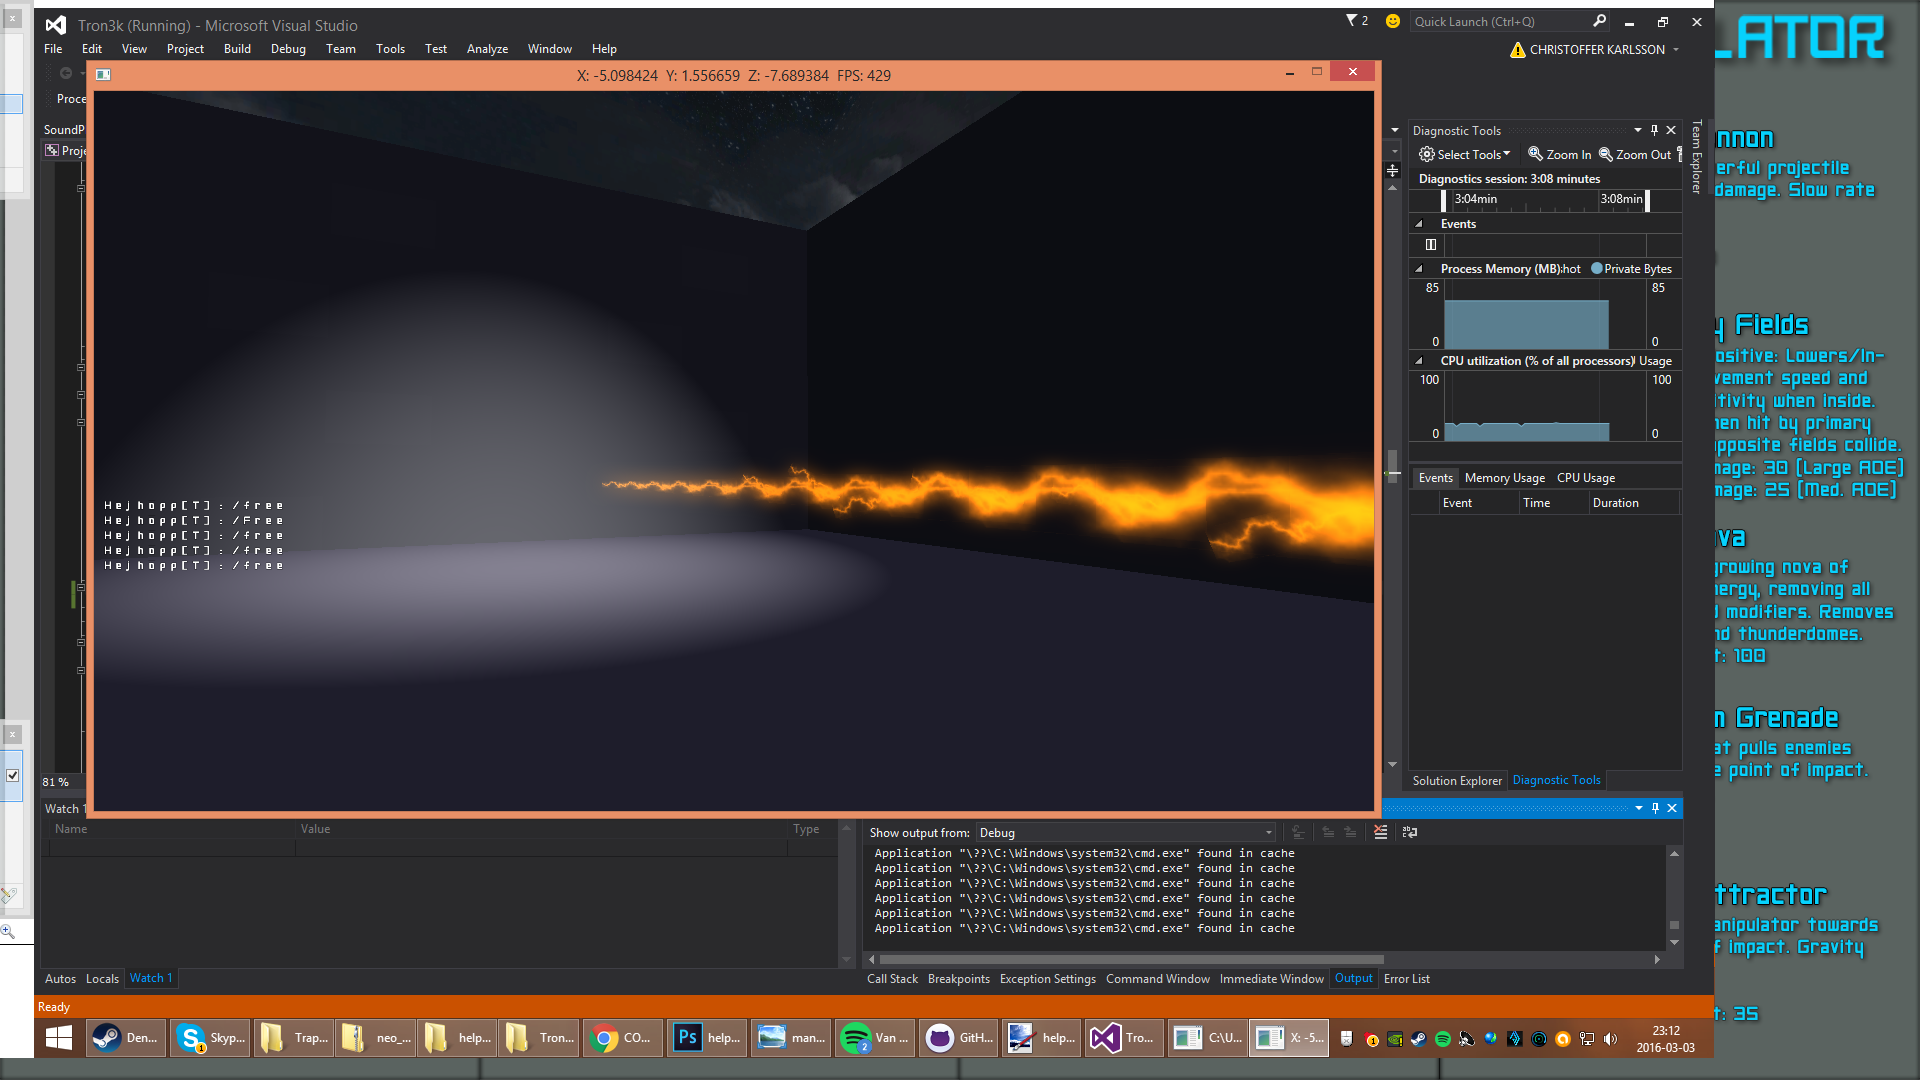 Tron3k (Running) - Microsoft Visual Studio
2
Quick Launch (Ctrl+Q)
File Edit View Project Build Debug Team Tools Test Analyze Window Help
CHRISTOFFER KARLSSON
X: -5.098424 Y: 1.556659 Z: -7.689384 FPS: 429
Proce
SoundP
Proje
Hejhopp[T]:/free
Hejhopp[T]:/Free
Hejhopp[T]:/free
Hejhopp[T]:/free
Hejhopp[T]:/free
81 %
Diagnostic Tools
Select Tools Zoom In Zoom Out
Diagnostics session: 3:08 minutes
3:04min 3:08min
Events
Process Memory (MB) shot Private Bytes
85 85
0 0
CPU utilization (% of all processors) Usage
100 100
0 0
Events Memory Usage CPU Usage
Event Time Duration
Solution Explorer Diagnostic Tools
Team Explorer
Watch 1
Name Value Type
Autos Locals Watch 1
Show output from: Debug
Application "\??\C:\Windows\system32\cmd.exe" found in cache
Application "\??\C:\Windows\system32\cmd.exe" found in cache
Application "\??\C:\Windows\system32\cmd.exe" found in cache
Application "\??\C:\Windows\system32\cmd.exe" found in cache
Application "\??\C:\Windows\system32\cmd.exe" found in cache
Application "\??\C:\Windows\system32\cmd.exe" found in cache
Call Stack Breakpoints Exception Settings Command Window Immediate Window Output Error List
Ready
Den... Skyp... Trap... neo_... help... Tron... CO... help... man... Van ... GitH... help... Tro... C:\U... X: -5...
23:12
2016-03-03
LATOR
nnon
erful projectile
damage. Slow rate
y Fields
ositive: Lowers/In-
vement speed and
tivity when inside.
hen hit by primary
opposite fields collide.
mage: 30 [Large AOE]
mage: 25 [Med. AOE]
va
growing nova of
nergy, removing all
d modifiers. Removes
nd thunderdomes.
t: 100
n Grenade
at pulls enemies
e point of impact.
ttractor
anipulator towards
f impact. Gravity
t: 35